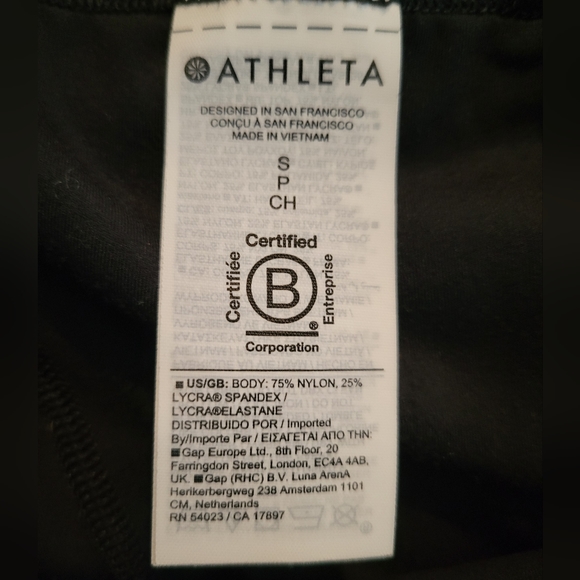 ATHLETA
DESIGNED IN SAN FRANCISCO
CONÇU À SAN FRANCISCO
MADE IN VIETNAM
S
P
CH
Certified
Certifiée
B
Entreprise
®
Corporation
US/GB: BODY: 75% NYLON, 25%
LYCRA® SPANDEX /
LYCRA®ELASTANE
DISTRIBUIDO POR / Imported
By/Importe Par / ΕΙΣΑΓΕΤΑΙ ΑΠΟ ΤΗΝ:
Gap Europe Ltd., 8th Floor, 20
Farringdon Street, London, EC4A 4AB,
UK. Gap (RHC) B.V. Luna ArenA
Herikerbergweg 238 Amsterdam 1101
CM, Netherlands
RN 54023 / CA 17897